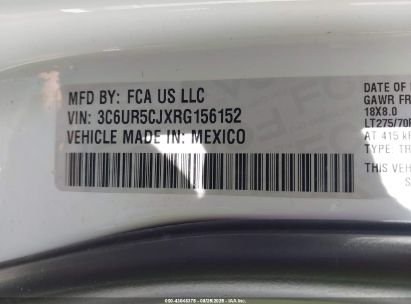 MFD BY: FCA US LLC
VIN: 3C6UR5CJXRG156152
VEHICLE MADE IN: MEXICO
DATE OF
GAWR FR
18X8.0
LT275/70R
AT 415 k
TYPE: TR
THIS VEH